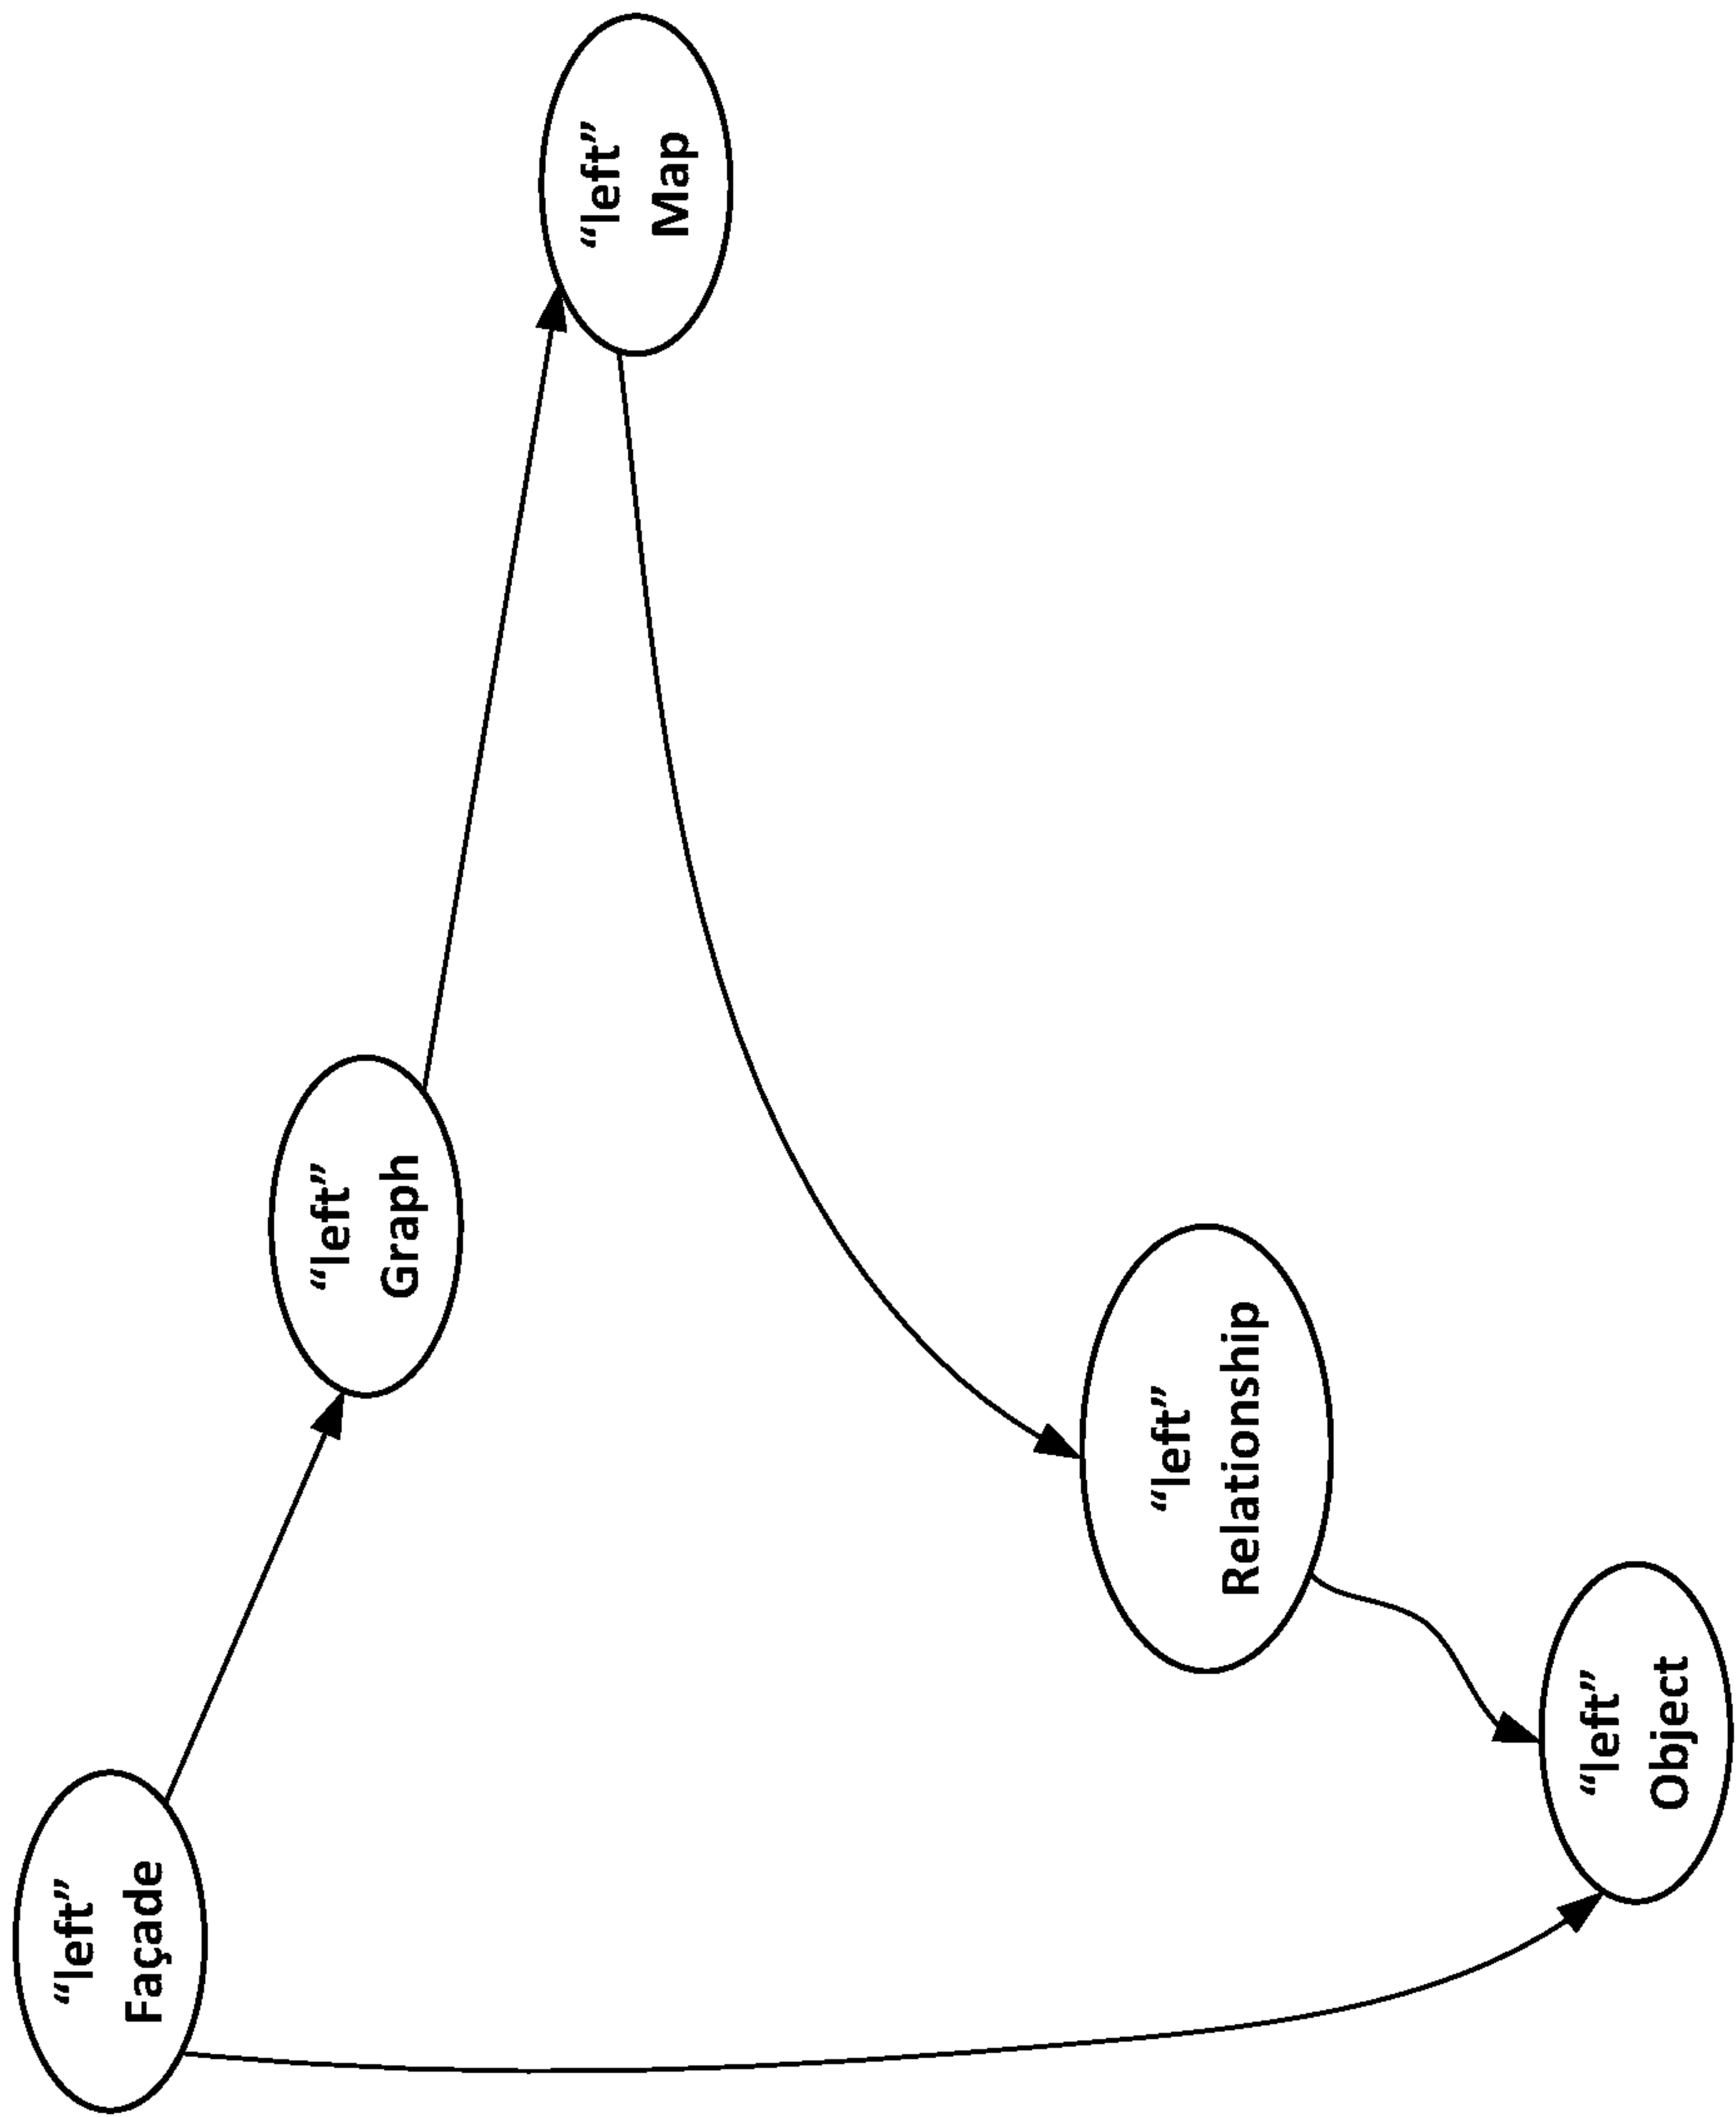 “left”
Façade
“left”
Graph
“left”
Map
“left”
Relationship
“left”
Object